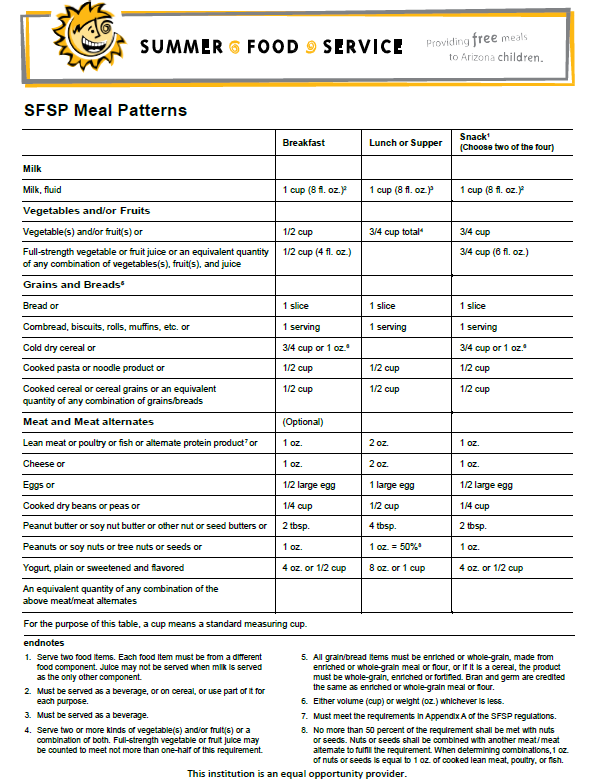 SUMMER FOOD SERVICE
Providing free meals
to Arizona children.
SFSP Meal Patterns
Breakfast Lunch or Supper Snack¹
(Choose two of the four)
Milk
Milk, fluid 1 cup (8 fl. oz.)² 1 cup (8 fl. oz.)³ 1 cup (8 fl. oz.)²
Vegetables and/or Fruits
Vegetable(s) and/or fruit(s) or 1/2 cup 3/4 cup total⁴ 3/4 cup
Full-strength vegetable or fruit juice or an equivalent quantity 1/2 cup (4 fl. oz.) 3/4 cup (6 fl. oz.)
of any combination of vegetables(s), fruit(s), and juice
Grains and Breads⁵
Bread or 1 slice 1 slice 1 slice
Cornbread, biscuits, rolls, muffins, etc. or 1 serving 1 serving 1 serving
Cold dry cereal or 3/4 cup or 1 oz.⁶ 3/4 cup or 1 oz.⁶
Cooked pasta or noodle product or 1/2 cup 1/2 cup 1/2 cup
Cooked cereal or cereal grains or an equivalent 1/2 cup 1/2 cup 1/2 cup
quantity of any combination of grains/breads
Meat and Meat alternates (Optional)
Lean meat or poultry or fish or alternate protein product⁷ or 1 oz. 2 oz. 1 oz.
Cheese or 1 oz. 2 oz. 1 oz.
Eggs or 1/2 large egg 1 large egg 1/2 large egg
Cooked dry beans or peas or 1/4 cup 1/2 cup 1/4 cup
Peanut butter or soy nut butter or other nut or seed butters or 2 tbsp. 4 tbsp. 2 tbsp.
Peanuts or soy nuts or tree nuts or seeds or 1 oz. 1 oz. = 50%⁸ 1 oz.
Yogurt, plain or sweetened and flavored 4 oz. or 1/2 cup 8 oz. or 1 cup 4 oz. or 1/2 cup
An equivalent quantity of any combination of the
above meat/meat alternates
For the purpose of this table, a cup means a standard measuring cup.
endnotes
1. Serve two food items. Each food item must be from a different
food component. Juice may not be served when milk is served
as the only other component.
2. Must be served as a beverage, or on cereal, or use part of it for
each purpose.
3. Must be served as a beverage.
4. Serve two or more kinds of vegetable(s) and/or fruit(s) or a
combination of both. Full-strength vegetable or fruit juice may
be counted to meet not more than one-half of this requirement.
5. All grain/bread items must be enriched or whole-grain, made from
enriched or whole-grain meal or flour, or if it is a cereal, the product
must be whole-grain, enriched or fortified. Bran and germ are credited
the same as enriched or whole-grain meal or flour.
6. Either volume (cup) or weight (oz.) whichever is less.
7. Must meet the requirements in Appendix A of the SFSP regulations.
8. No more than 50 percent of the requirement shall be met with nuts
or seeds. Nuts or seeds shall be combined with another meat/meat
alternate to fulfill the requirement. When determining combinations,1 oz.
of nuts or seeds is equal to 1 oz. of cooked lean meat, poultry, or fish.
This institution is an equal opportunity provider.